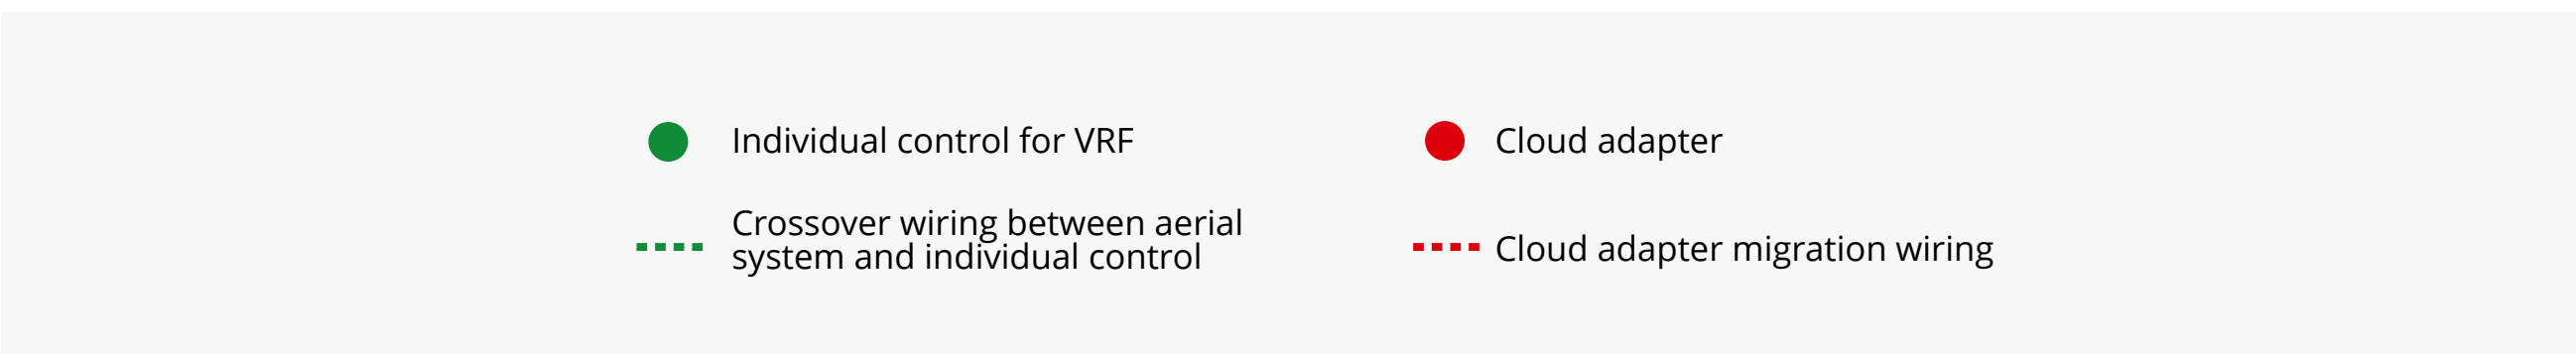 Individual control for VRF
Crossover wiring between aerial
system and individual control
Cloud adapter
Cloud adapter migration wiring